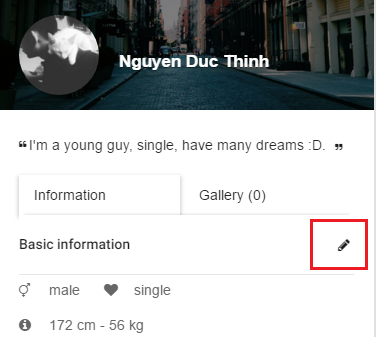 Nguyen Duc Thinh
❝ I'm a young guy, single, have many dreams :D. ❞
Information Gallery (0)
Basic information
male single
172 cm - 56 kg